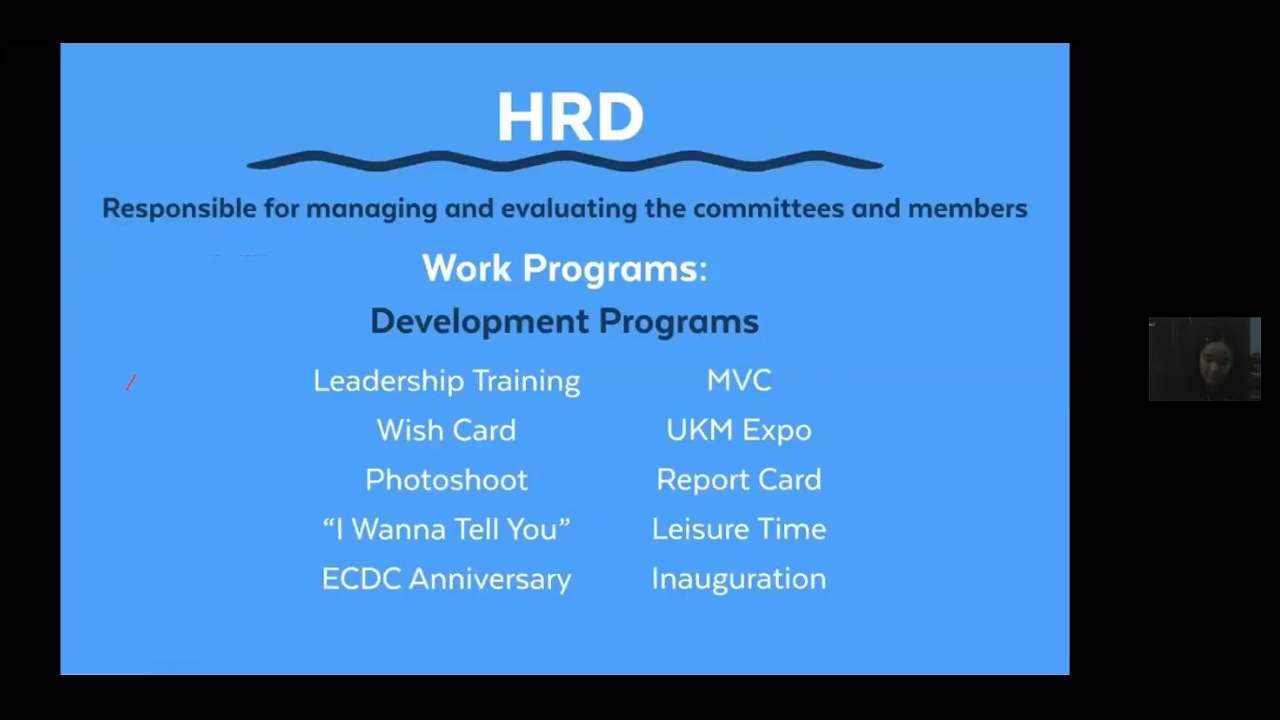 HRD
Responsible for managing and evaluating the committees and members
Work Programs:
Development Programs
Leadership Training
Wish Card
Photoshoot
“I Wanna Tell You”
ECDC Anniversary
MVC
UKM Expo
Report Card
Leisure Time
Inauguration